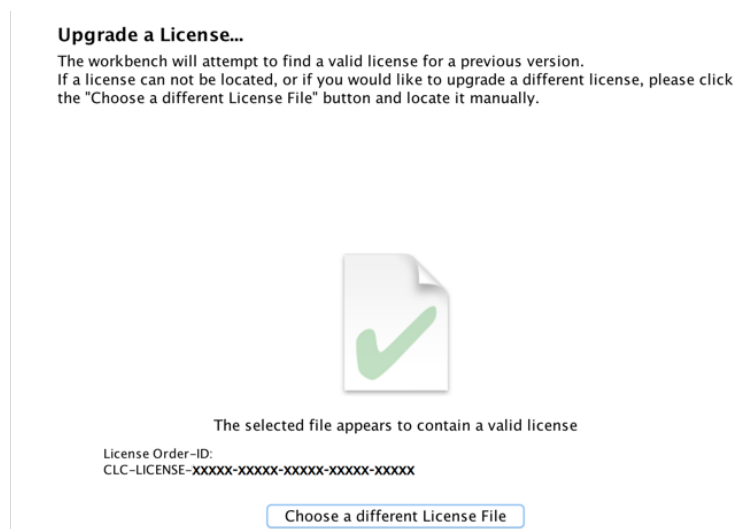 Upgrade a License...
The workbench will attempt to find a valid license for a previous version.
If a license can not be located, or if you would like to upgrade a different license, please click
the "Choose a different License File" button and locate it manually.
The selected file appears to contain a valid license
License Order-ID:
CLC-LICENSE-XXXXX-XXXXX-XXXXX-XXXXX-XXXXX
Choose a different License File